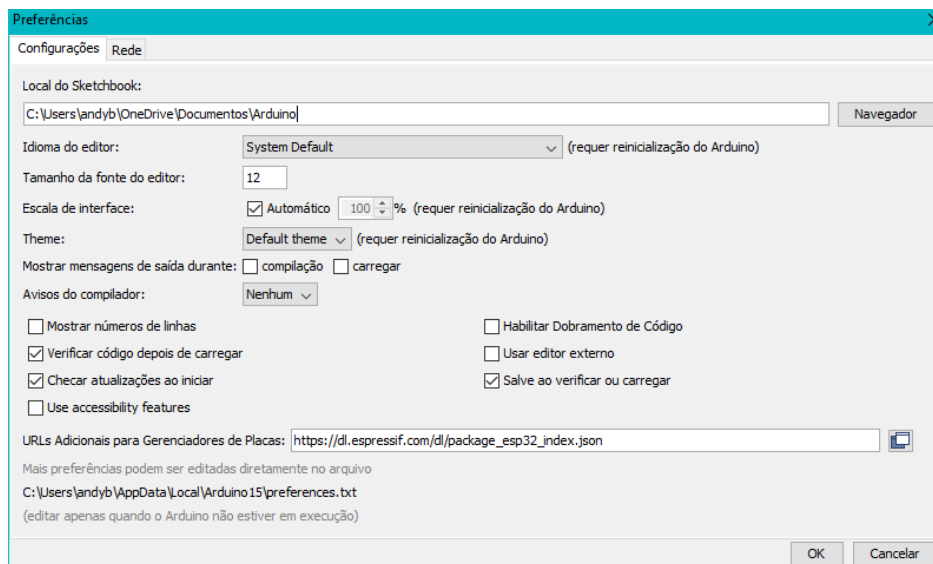 Preferências
Configurações Rede
Local do Sketchbook:
C:\Users\andyb\OneDrive\Documentos\Arduino Navegador
Idioma do editor: System Default (requer reinicialização do Arduino)
Tamanho da fonte do editor: 12
Escala de interface: Automático 100 % (requer reinicialização do Arduino)
Theme: Default theme (requer reinicialização do Arduino)
Mostrar mensagens de saída durante: compilação carregar
Avisos do compilador: Nenhum
Mostrar números de linhas Habilitar Dobramento de Código
Verificar código depois de carregar Usar editor externo
Checar atualizações ao iniciar Salve ao verificar ou carregar
Use accessibility features
URLs Adicionais para Gerenciadores de Placas: https://dl.espressif.com/dl/package_esp32_index.json
Mais preferências podem ser editadas diretamente no arquivo
C:\Users\andyb\AppData\Local\Arduino15\preferences.txt
(editar apenas quando o Arduino não estiver em execução)
OK Cancelar